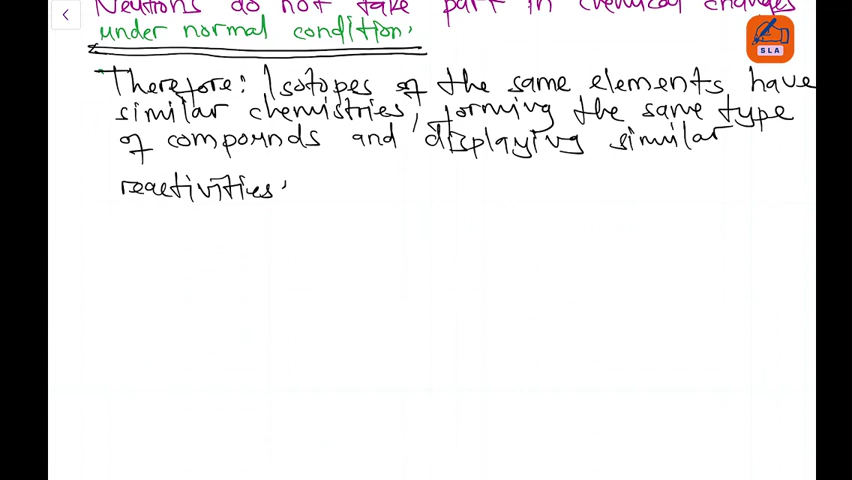 Neutrons do not take part in chemical changes
under normal condition.
SLA
Therefore: Isotopes of the same elements have
similar chemistries, forming the same type
of compounds and displaying similar
reactivities.